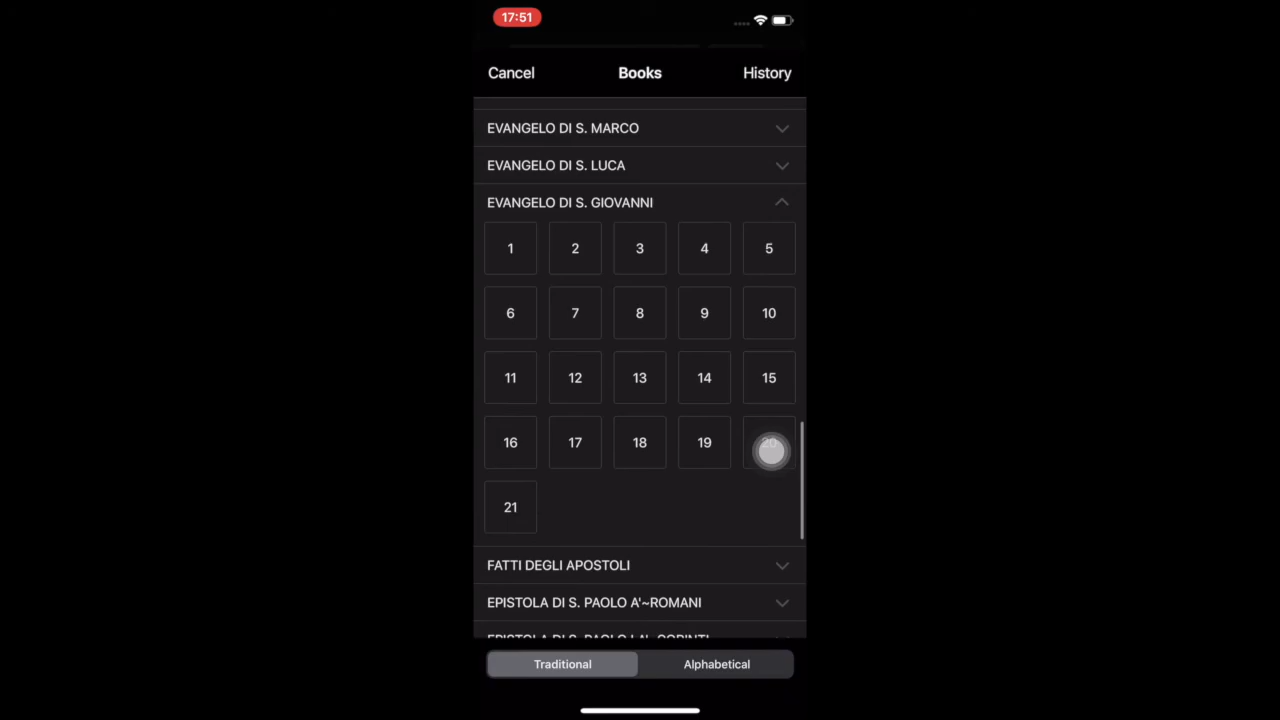 17:51
Cancel Books History
EVANGELO DI S. MARCO
EVANGELO DI S. LUCA
EVANGELO DI S. GIOVANNI
1 2 3 4 5
6 7 8 9 10
11 12 13 14 15
16 17 18 19
21
FATTI DEGLI APOSTOLI
EPISTOLA DI S. PAOLO A'~ROMANI
EPISTOLA DI S. PAOLO
Traditional Alphabetical